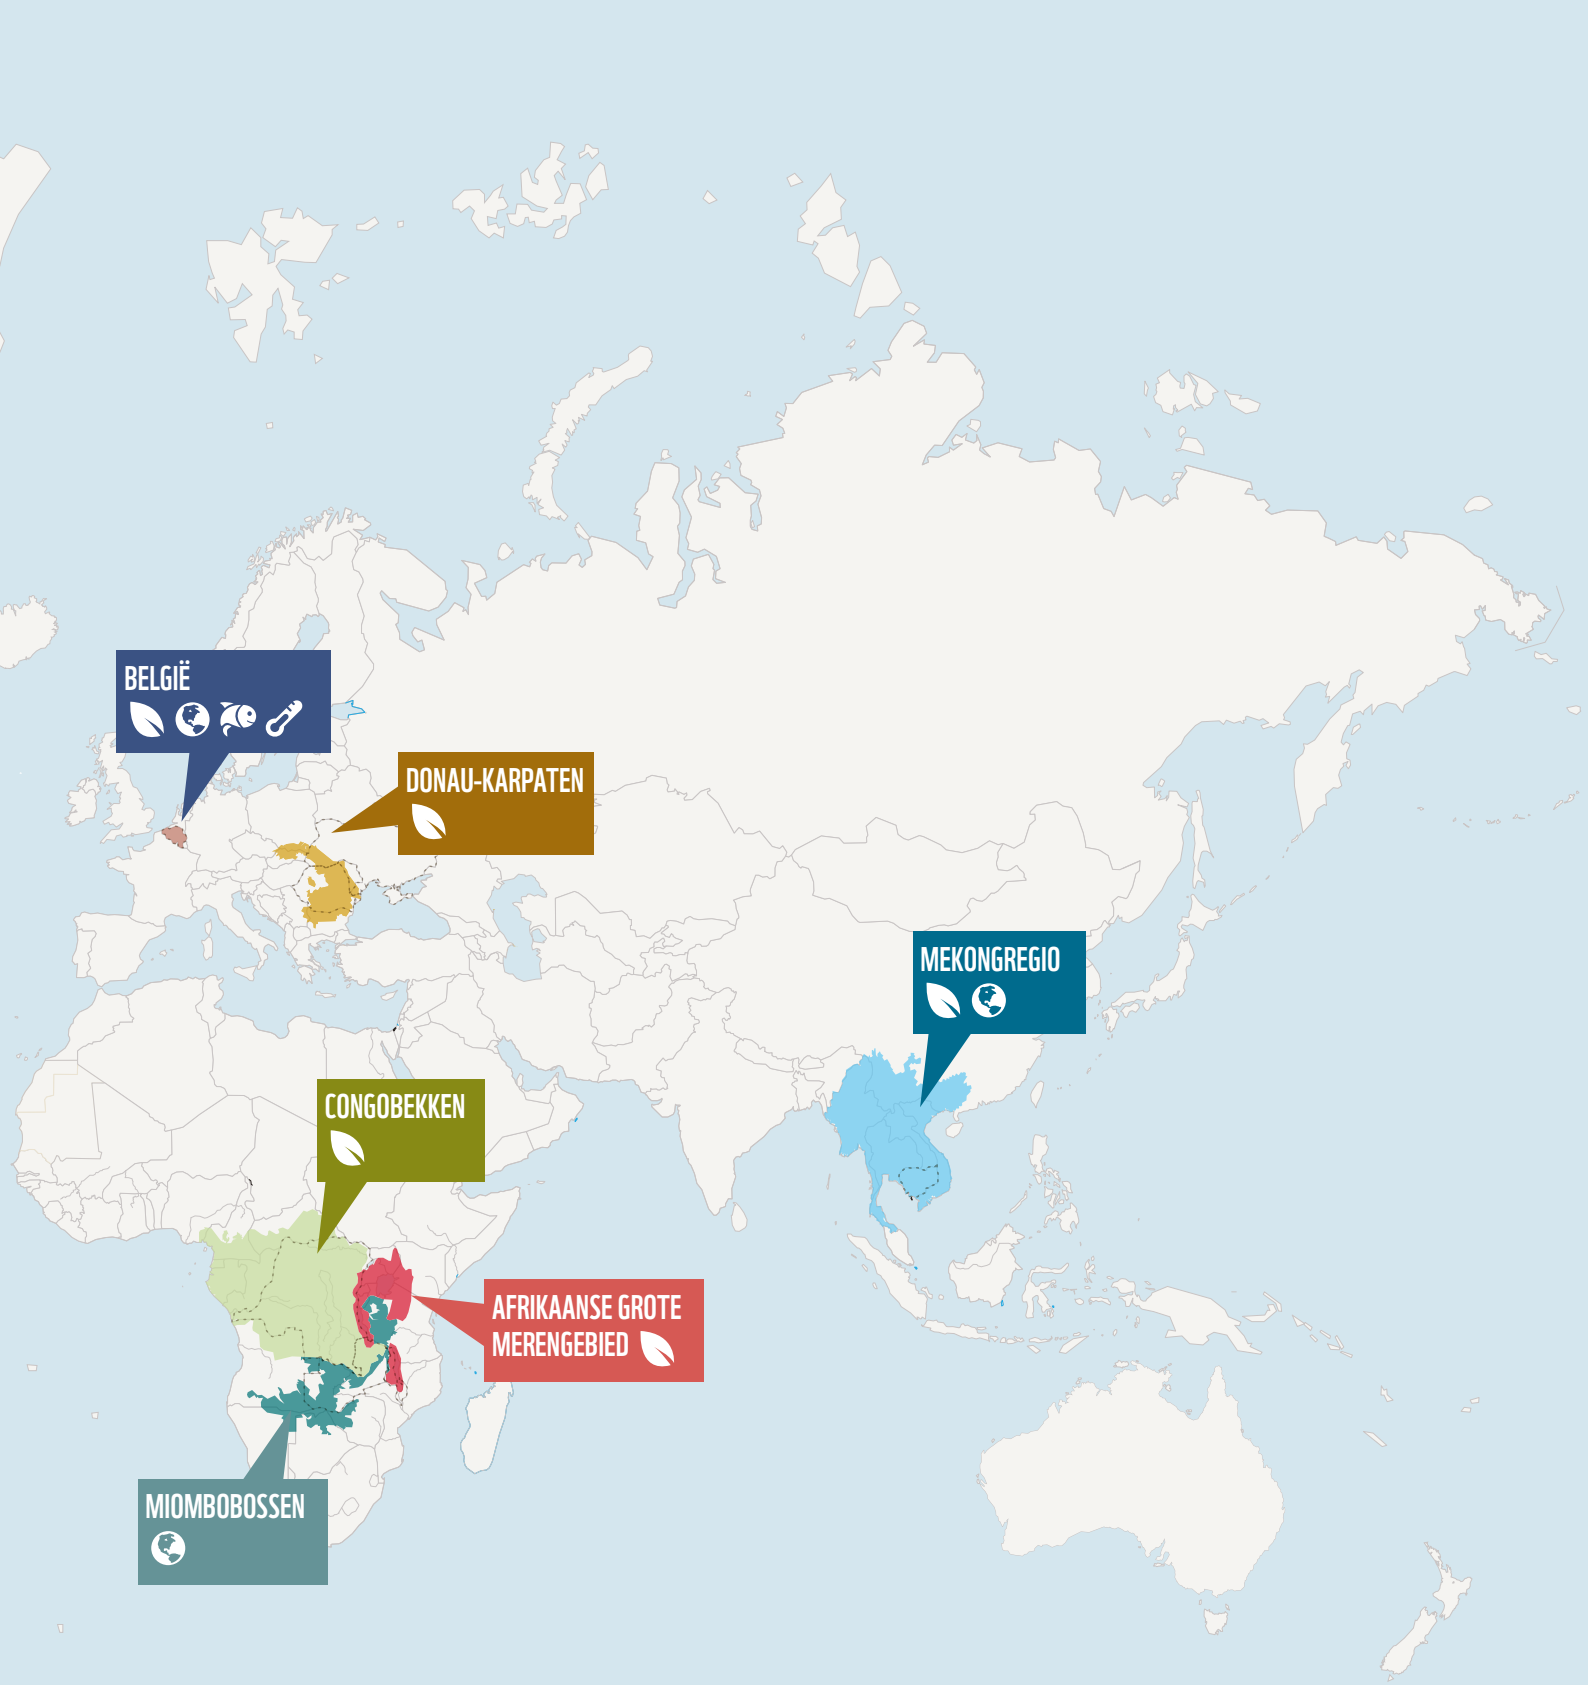 BELGIË
DONAU-KARPATEN
MEKONGREGIO
CONGOBEKKEN
AFRIKAANSE GROTE
MERENGEBIED
MIOMBOBOSSEN